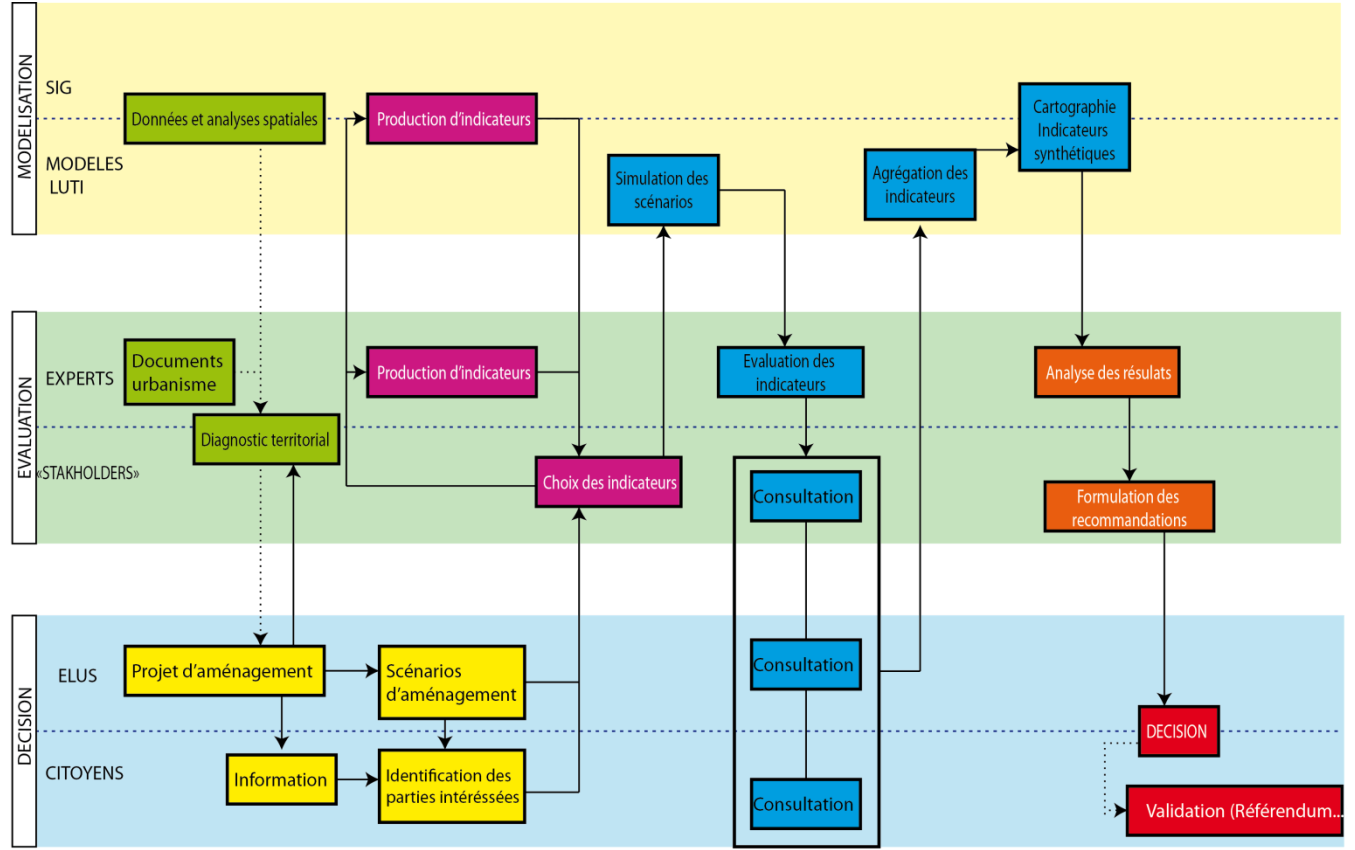 MODELISATION
SIG
MODELES
LUTI
Données et analyses spatiales
Production d'indicateurs
Simulation des
scénarios
Agrégation des
indicateurs
Cartographie
Indicateurs
synthétiques
EVALUATION
EXPERTS
«STAKHOLDERS»
Documents
urbanisme
Diagnostic territorial
Production d'indicateurs
Choix des indicateurs
Evaluation des
indicateurs
Consultation
Analyse des résulats
Formulation des
recommandations
DECISION
ELUS
CITOYENS
Projet d'aménagement
Scénarios
d'aménagement
Information
Identification des
parties intéréssées
Consultation
Consultation
DECISION
Validation (Référendum...